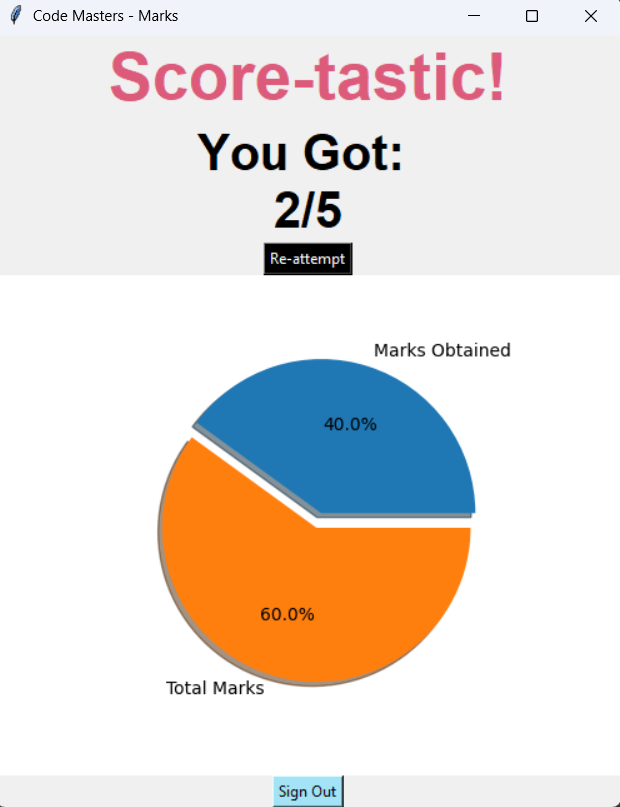 Code Masters - Marks
Score-tastic!
You Got:
2/5
Re-attempt
Marks Obtained
40.0%
60.0%
Total Marks
Sign Out